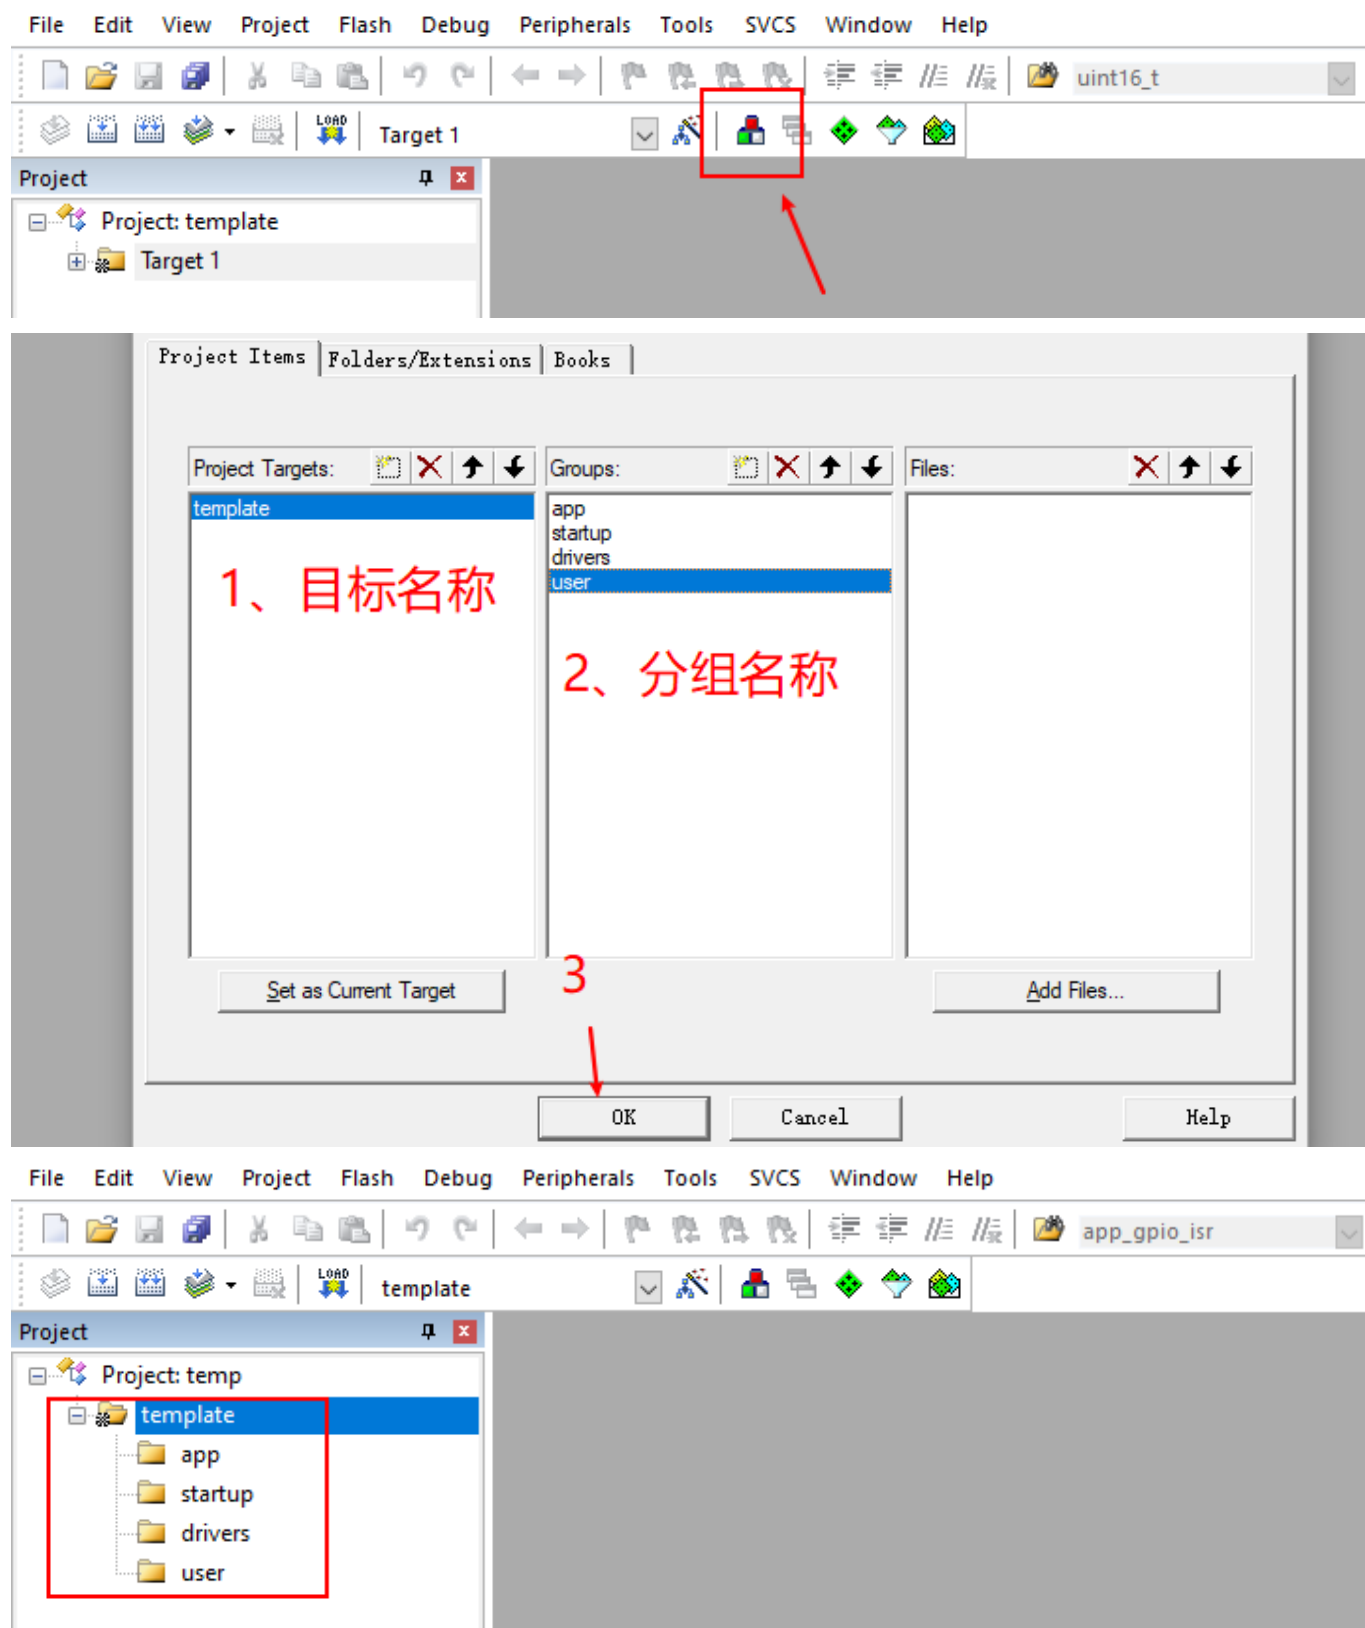 File Edit View Project Flash Debug Peripherals Tools SVCS Window Help
uint16_t
LOAD Target 1
Project
Project: template
Target 1
Project Items Folders/Extensions Books
Project Targets: Groups: Files:
template
app
startup
drivers
user
1、目标名称
2、分组名称
3
Set as Current Target
Add Files...
OK Cancel Help
File Edit View Project Flash Debug Peripherals Tools SVCS Window Help
app_gpio_isr
LOAD template
Project
Project: temp
template
app
startup
drivers
user